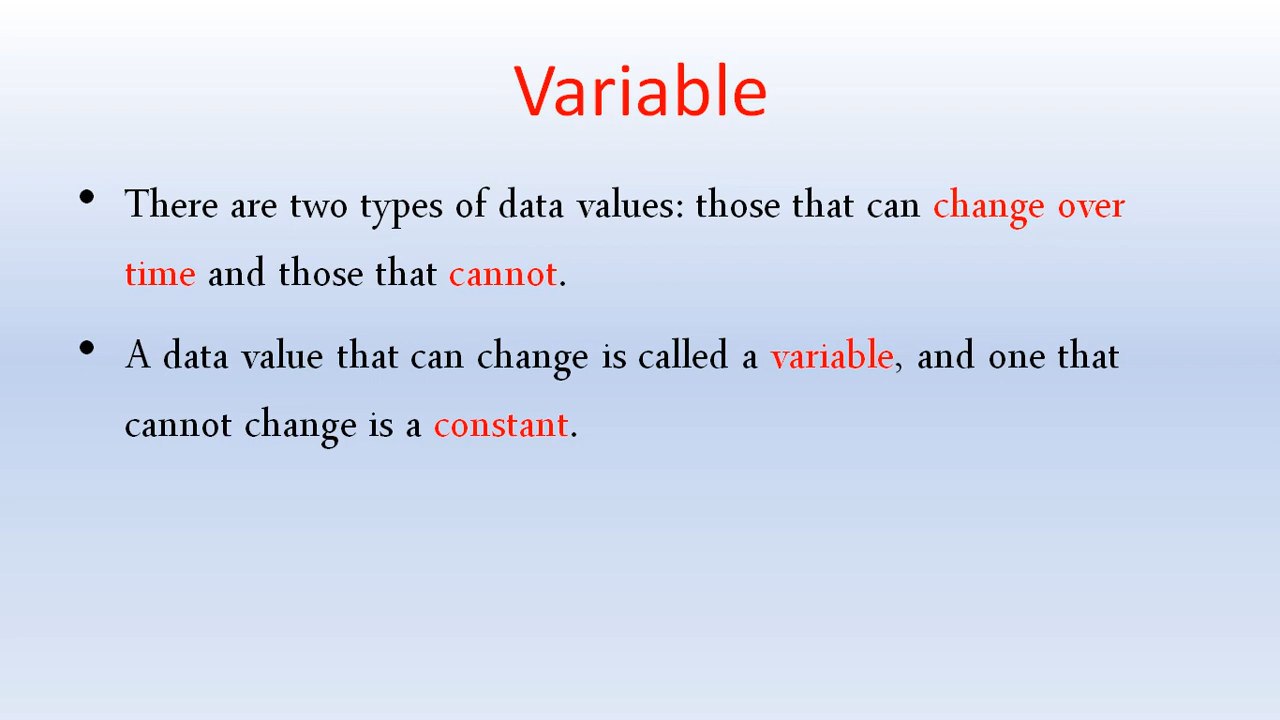 Variable
• There are two types of data values: those that can change over
time and those that cannot.
• A data value that can change is called a variable, and one that
cannot change is a constant.